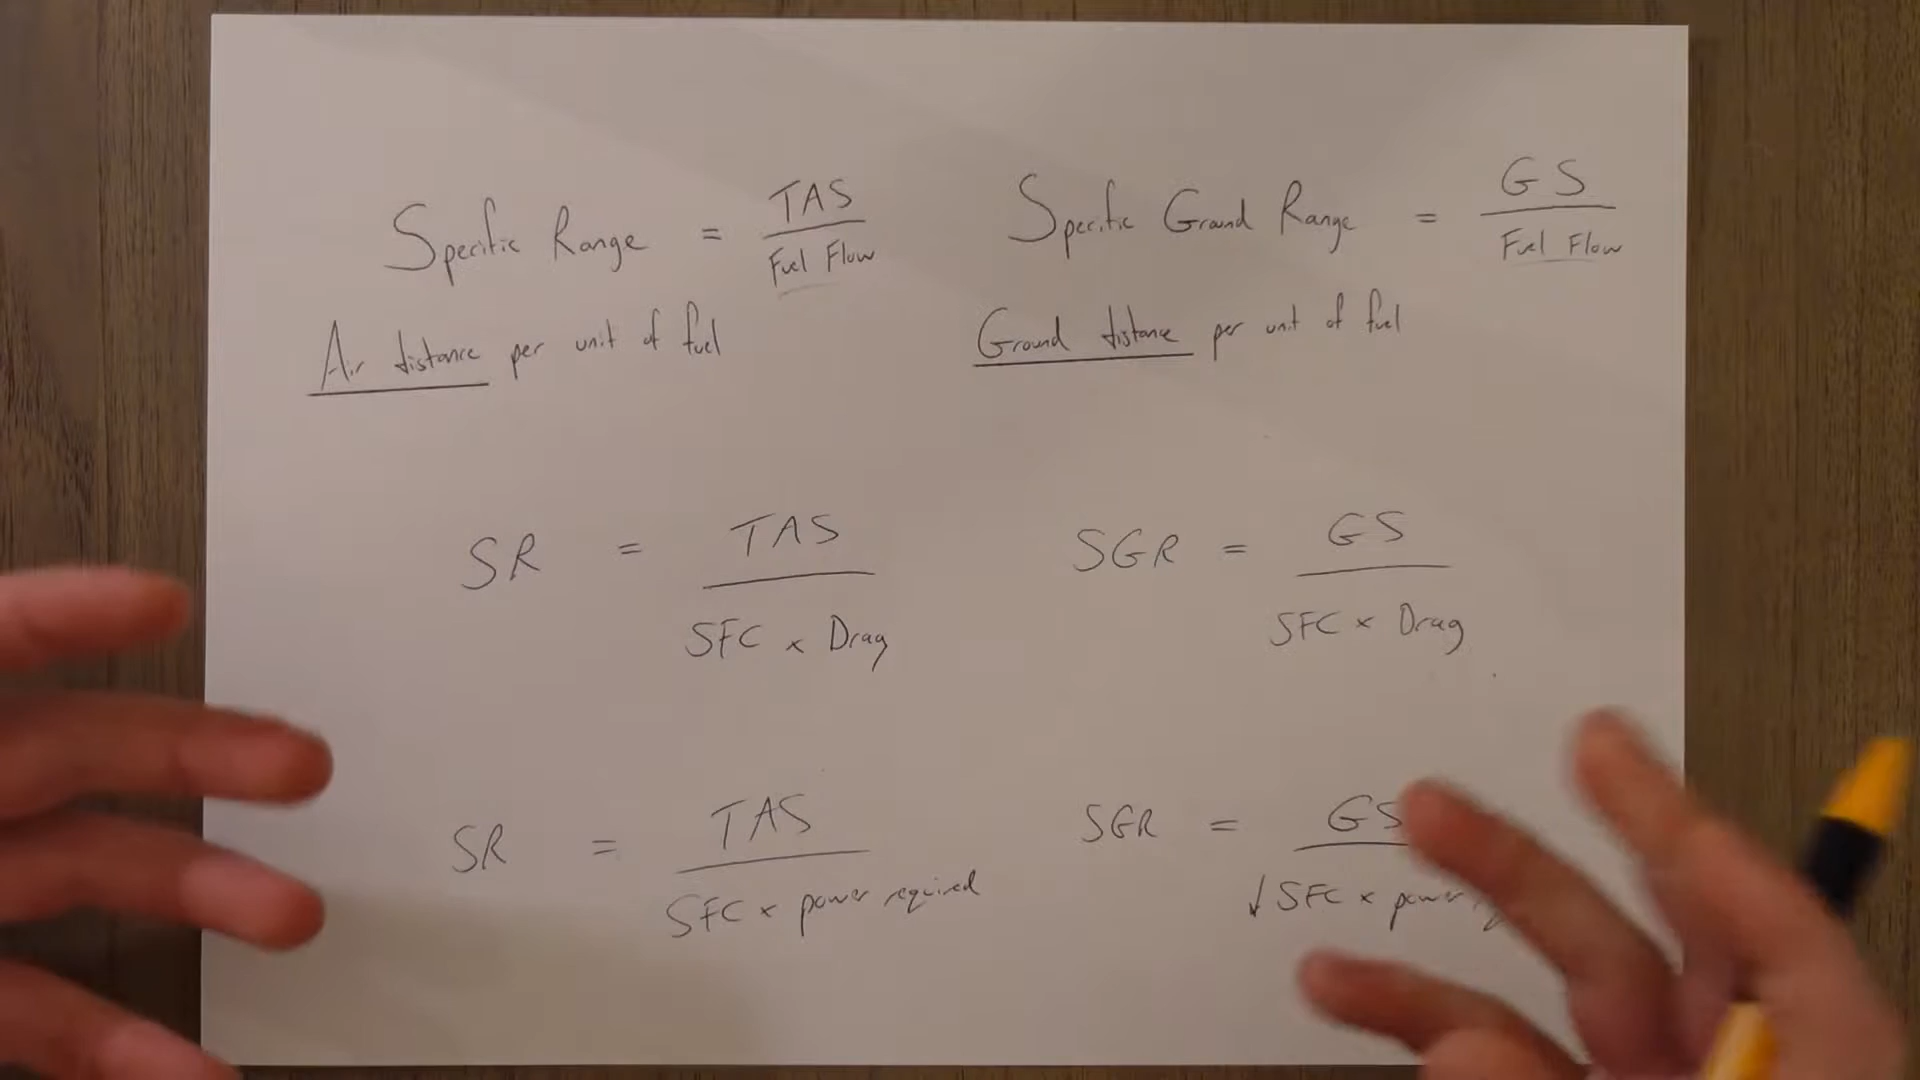 Specific Range = TAS / Fuel Flow
Air distance per unit of fuel
Specific Ground Range = GS / Fuel Flow
Ground distance per unit of fuel
SR = TAS / SFC x Drag
SGR = GS / SFC x Drag
SR = TAS / SFC x power required
SGR = GS / ↓ SFC x power